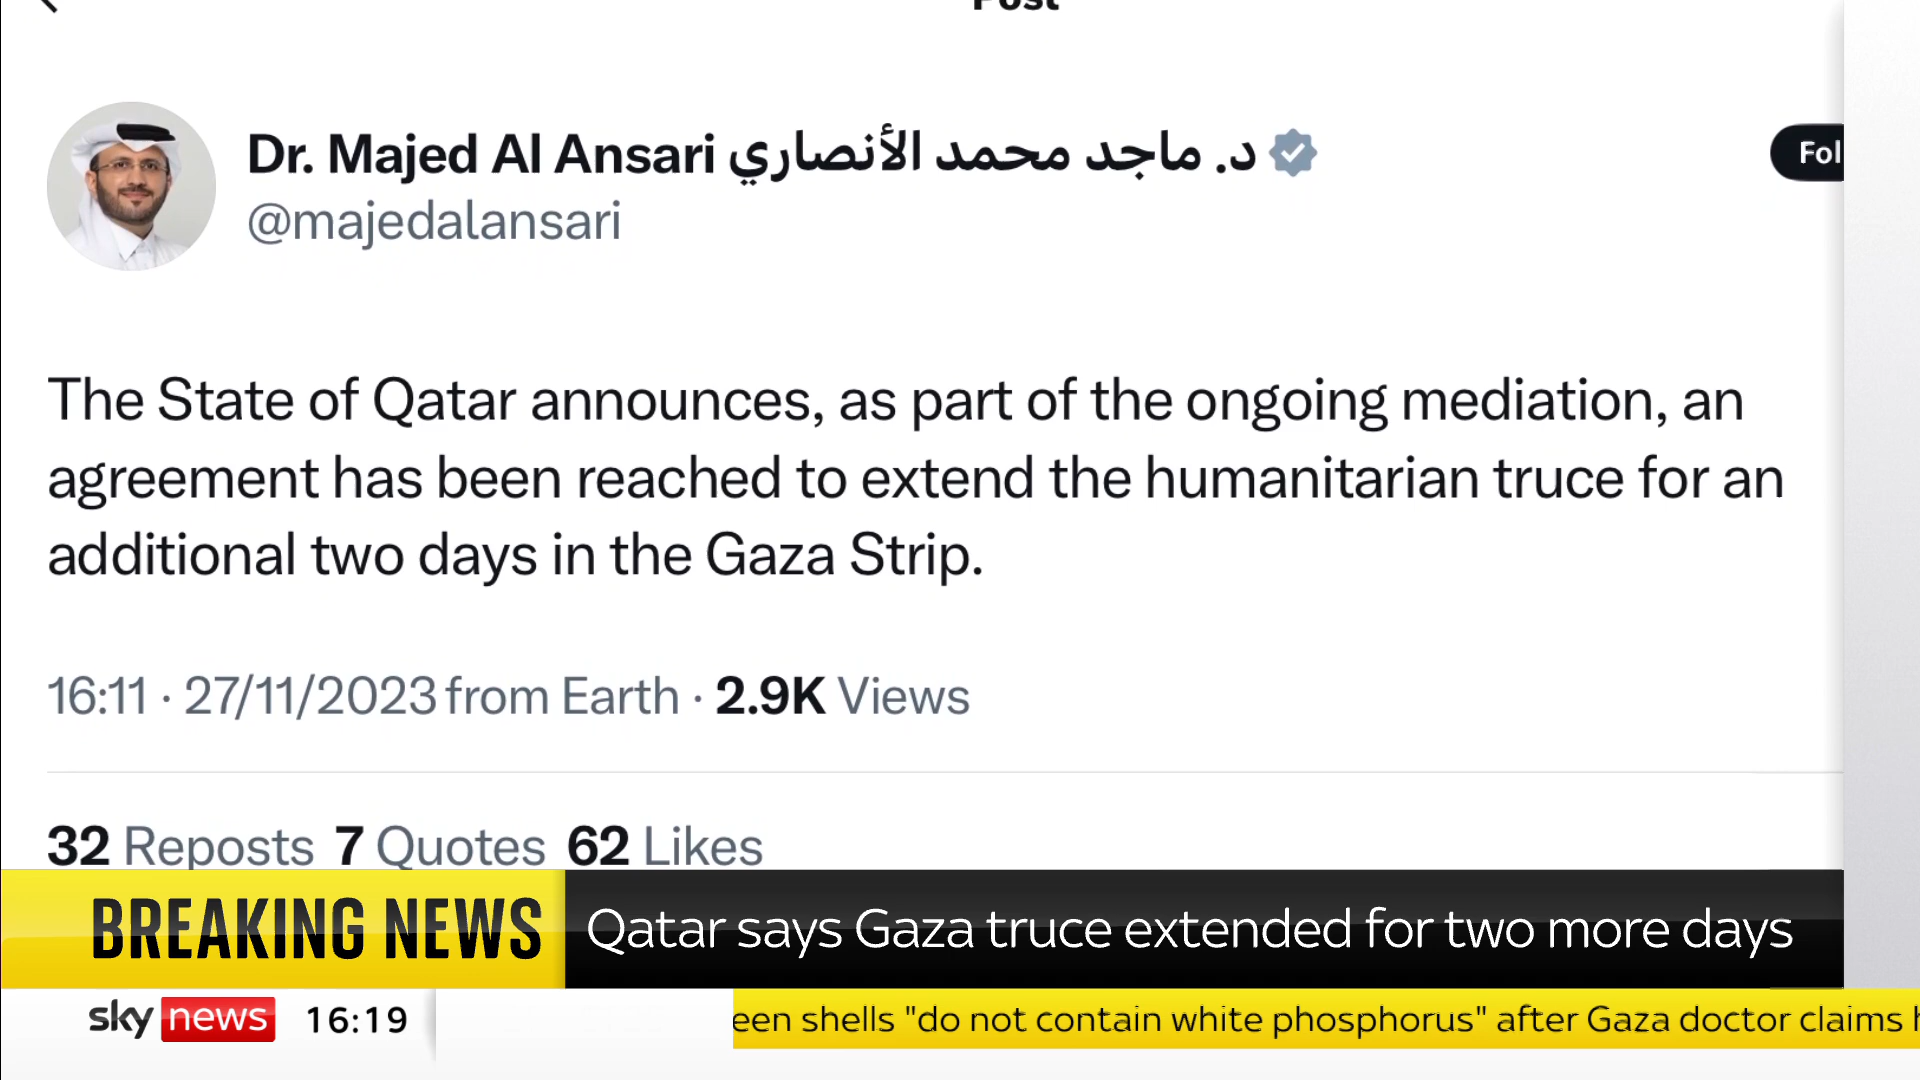 Post
Dr. Majed Al Ansari د. ماجد محمد الأنصاري
Fol
@majedalansari
The State of Qatar announces, as part of the ongoing mediation, an
agreement has been reached to extend the humanitarian truce for an
additional two days in the Gaza Strip.
16:11 · 27/11/2023 from Earth · 2.9K Views
32 Reposts 7 Quotes 62 Likes
BREAKING NEWS Qatar says Gaza truce extended for two more days
sky news 16:19 een shells "do not contain white phosphorus" after Gaza doctor claims